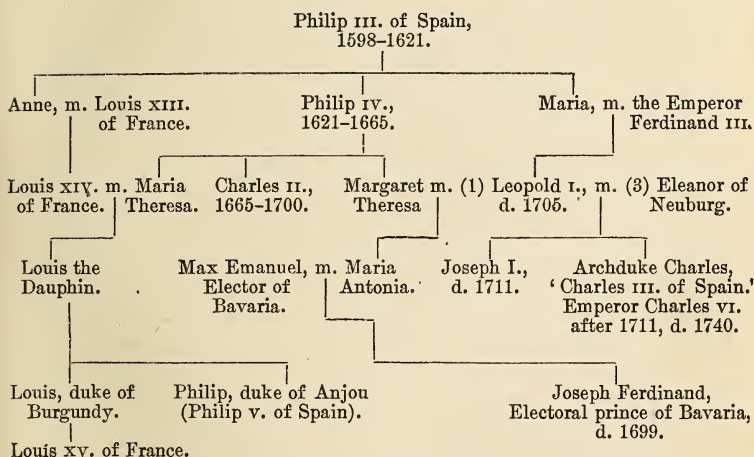 Philip III. of Spain,
1598–1621.
Anne, m. Louis XIII.
of France.
Philip IV.,
1621–1665.
Maria, m. the Emperor
Ferdinand III.
Louis XIV. m. Maria
of France. Theresa.
Charles II.,
1665–1700.
Margaret m. (1) Leopold I., m. (3) Eleanor of
Theresa d. 1705. Neuburg.
Louis the
Dauphin.
Max Emanuel, m. Maria
Elector of Antonia.
Bavaria.
Joseph I.,
d. 1711.
Archduke Charles,
‘Charles III. of Spain.’
Emperor Charles VI.
after 1711, d. 1740.
Louis, duke of
Burgundy.
Louis XV. of France.
Philip, duke of Anjou
(Philip V. of Spain).
Joseph Ferdinand,
Electoral prince of Bavaria,
d. 1699.